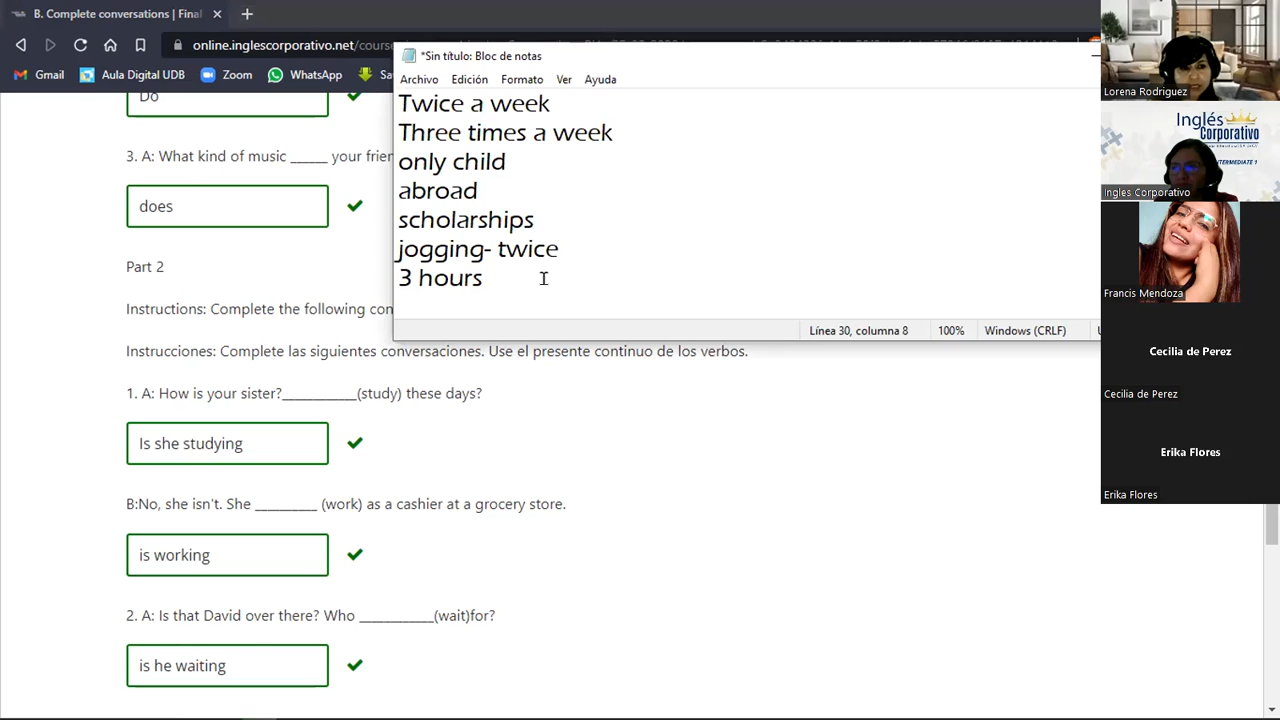 B. Complete conversations | Final
online.inglescorporativo.net/course
Gmail
Aula Digital UDB
Zoom
WhatsApp
*Sin título: Bloc de notas
Archivo Edición Formato Ver Ayuda
Twice a week
Three times a week
only child
abroad
scholarships
jogging- twice
3 hours
Línea 30, columna 8 100% Windows (CRLF)
Do
3. A: What kind of music ______ your frien
does
Part 2
Instructions: Complete the following con
Instrucciones: Complete las siguientes conversaciones. Use el presente continuo de los verbos.
1. A: How is your sister?____________(study) these days?
Is she studying
B:No, she isn't. She __________ (work) as a cashier at a grocery store.
is working
2. A: Is that David over there? Who ____________(wait)for?
is he waiting
Lorena Rodriguez
Inglés
Corporativo
INTERMEDIATE 1
Ingles Corporativo
Francis Mendoza
Cecilia de Perez
Cecilia de Perez
Erika Flores
Erika Flores